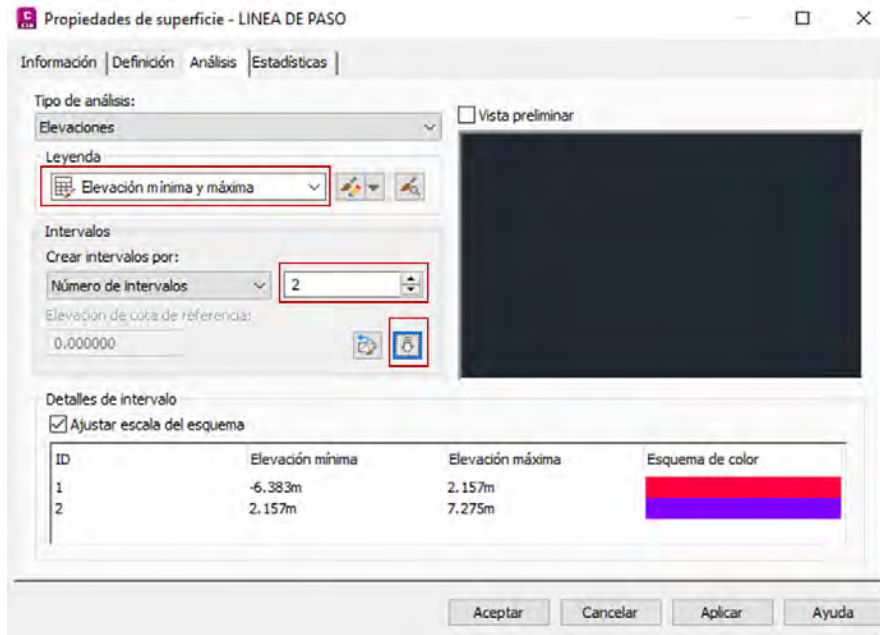 Propiedades de superficie - LINEA DE PASO
Información Definición Análisis Estadísticas
Tipo de análisis:
Elevaciones
Vista preliminar
Leyenda
Elevación mínima y máxima
Intervalos
Crear intervalos por:
Número de intervalos 2
Elevación de cota de referencia:
0.000000
Detalles de intervalo
Ajustar escala del esquema
ID Elevación mínima Elevación máxima Esquema de color
1 -6.383m 2.157m
2 2.157m 7.275m
Aceptar Cancelar Aplicar Ayuda